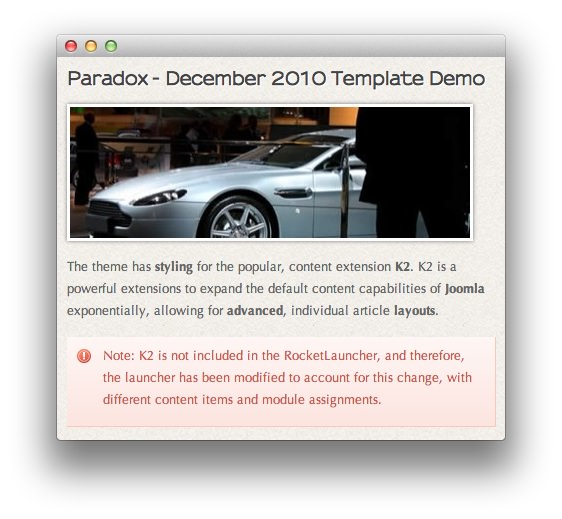 Paradox - December 2010 Template Demo
The theme has styling for the popular, content extension K2. K2 is a
powerful extensions to expand the default content capabilities of Joomla
exponentially, allowing for advanced, individual article layouts.
Note: K2 is not included in the RocketLauncher, and therefore,
the launcher has been modified to account for this change, with
different content items and module assignments.